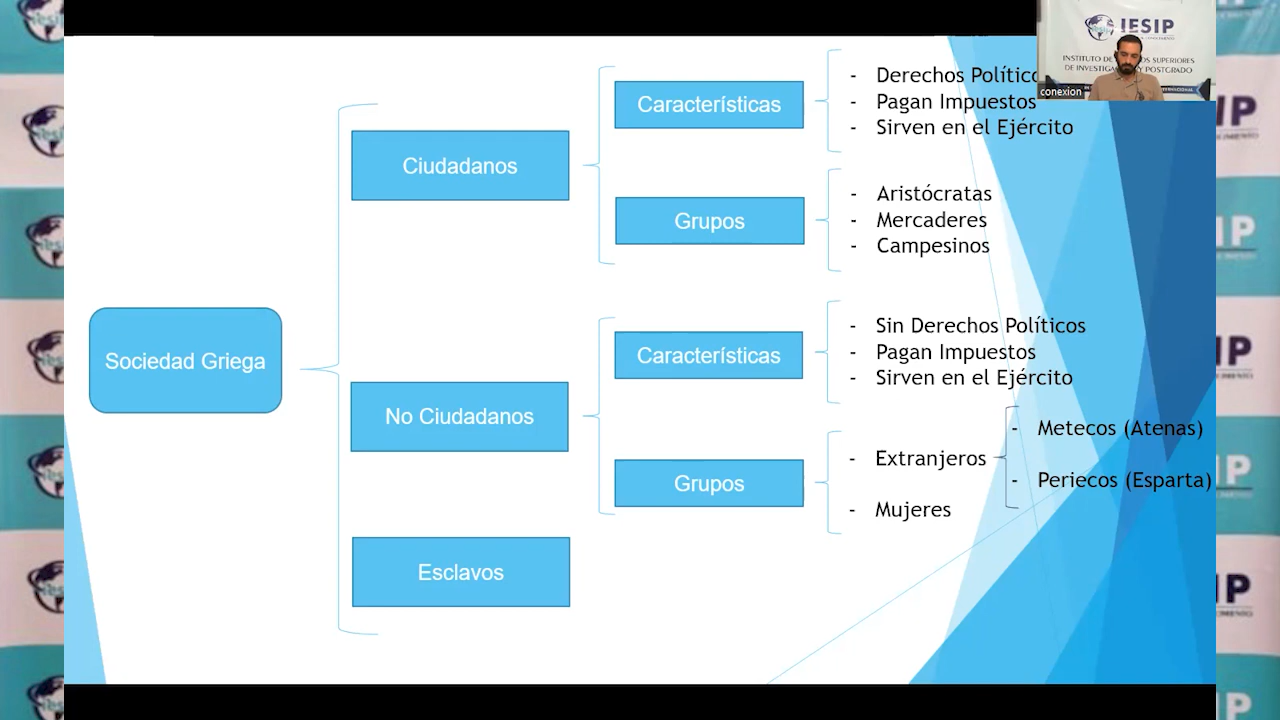 Sociedad Griega
Ciudadanos
Características
- Derechos Polític
- Pagan Impuestos
- Sirven en el Ejército
Grupos
- Aristócratas
- Mercaderes
- Campesinos
No Ciudadanos
Características
- Sin Derechos Políticos
- Pagan Impuestos
- Sirven en el Ejército
Grupos
- Extranjeros
- Metecos (Atenas)
- Periecos (Esparta)
- Mujeres
Esclavos
IESIP
INSTITUTO DE SUPERIORES
DE INVESTIGA Y POSTGRADO
conexion